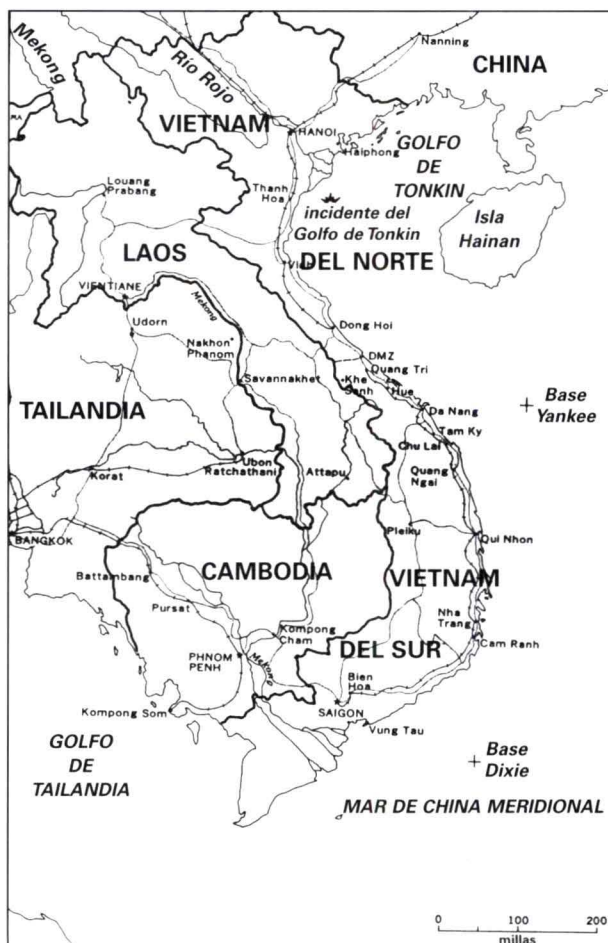 Mekong
Rio Rojo
Nanning
CHINA
VIETNAM
HANOI
Haiphong
GOLFO
DE
TONKIN
Louang
Prabang
Thanh
Hoa
incidente del
Golfo de Tonkin
Isla
Hainan
LAOS
DEL NORTE
VIENTIANE
Mekong
Udorn
Dong Hoi
Nakhon
Phanom
DMZ
Quang Tri
Savannakhet
Khe
Sanh
Hue
Base
Yankee
TAILANDIA
Da Nang
Tam Ky
Chu Lai
Ubon
Ratchathani
Korat
Attapu
Quang
Ngai
BANGKOK
Pleiku
Qui Nhon
CAMBODIA
VIETNAM
Battambang
Pursat
Nha
Trang
Kompong
Cham
DEL SUR
Cam Ranh
PHNOM
PENH
Mekong
Bien
Hoa
Kompong Som
SAIGON
Vung Tau
GOLFO
DE
TAILANDIA
Base
Dixie
MAR DE CHINA MERIDIONAL
0 100 200
millas